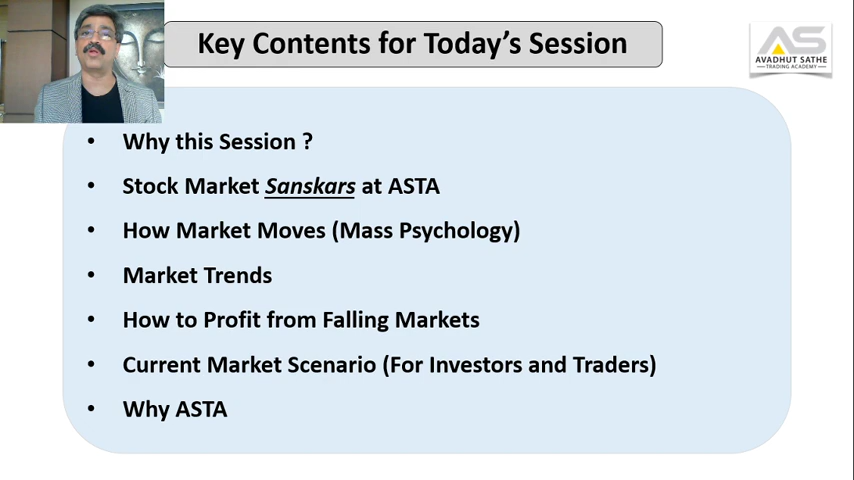 Key Contents for Today's Session
AS
AVADHUT SATHE
TRADING ACADEMY
• Why this Session ?
• Stock Market Sanskars at ASTA
• How Market Moves (Mass Psychology)
• Market Trends
• How to Profit from Falling Markets
• Current Market Scenario (For Investors and Traders)
• Why ASTA